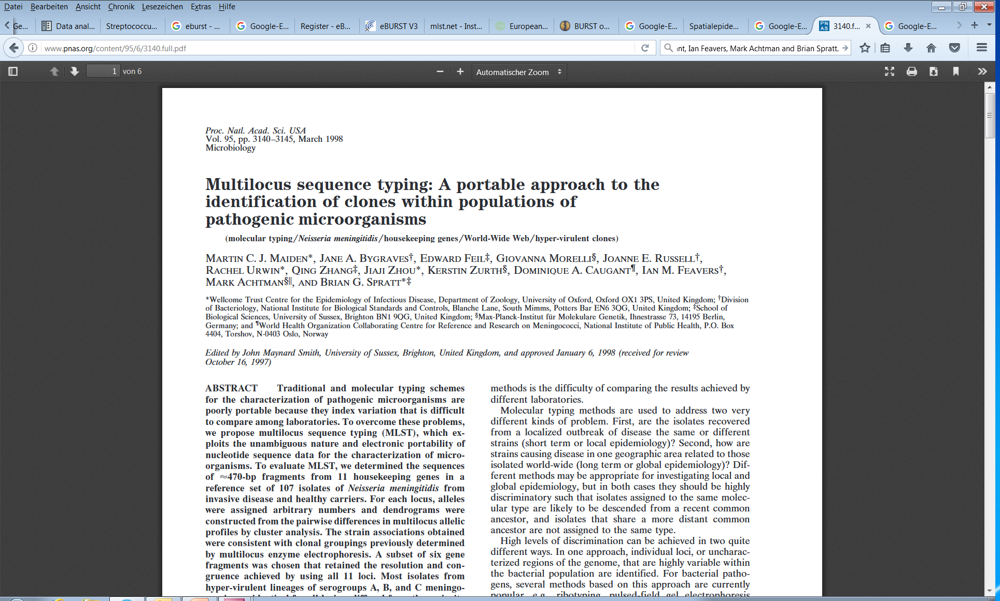 Datei Bearbeiten Ansicht Chronik Lesezeichen Extras Hilfe
Ge... Data anal... Streptococcu... eburst - ... Google-E... Register - eB... eBURST V3 mlst.net - Inst... European... BURST o... Google-E... Spatialepide... Google-E... PN AS 3140.f... Google-E...
www.pnas.org/content/95/6/3140.full.pdf ınt, Ian Feavers, Mark Achtman and Brian Spratt.
1 von 6 Automatischer Zoom
Proc. Natl. Acad. Sci. USA
Vol. 95, pp. 3140–3145, March 1998
Microbiology
Multilocus sequence typing: A portable approach to the
identification of clones within populations of
pathogenic microorganisms
(molecular typing/Neisseria meningitidis/housekeeping genes/World-Wide Web/hyper-virulent clones)
MARTIN C. J. MAIDEN*, JANE A. BYGRAVES†, EDWARD FEIL‡, GIOVANNA MORELLI§, JOANNE E. RUSSELL†,
RACHEL URWIN*, QING ZHANG‡, JIAJI ZHOU*, KERSTIN ZURTH§, DOMINIQUE A. CAUGANT¶, IAN M. FEAVERS†,
MARK ACHTMAN§‖, AND BRIAN G. SPRATT*‡
*Wellcome Trust Centre for the Epidemiology of Infectious Disease, Department of Zoology, University of Oxford, Oxford OX1 3PS, United Kingdom; †Division
of Bacteriology, National Institute for Biological Standards and Controls, Blanche Lane, South Mimms, Potters Bar EN6 3QG, United Kingdom; ‡School of
Biological Sciences, University of Sussex, Brighton BN1 9QG, United Kingdom; §Max-Planck-Institut für Molekulare Genetik, Ihnestrasse 73, 14195 Berlin,
Germany; and ¶World Health Organization Collaborating Centre for Reference and Research on Meningococci, National Institute of Public Health, P.O. Box
4404, Torshov, N-0403 Oslo, Norway
Edited by John Maynard Smith, University of Sussex, Brighton, United Kingdom, and approved January 6, 1998 (received for review
October 16, 1997)
ABSTRACT Traditional and molecular typing schemes
for the characterization of pathogenic microorganisms are
poorly portable because they index variation that is difficult
to compare among laboratories. To overcome these problems,
we propose multilocus sequence typing (MLST), which ex-
ploits the unambiguous nature and electronic portability of
nucleotide sequence data for the characterization of micro-
organisms. To evaluate MLST, we determined the sequences
of ≈470-bp fragments from 11 housekeeping genes in a
reference set of 107 isolates of Neisseria meningitidis from
invasive disease and healthy carriers. For each locus, alleles
were assigned arbitrary numbers and dendrograms were
constructed from the pairwise differences in multilocus allelic
profiles by cluster analysis. The strain associations obtained
were consistent with clonal groupings previously determined
by multilocus enzyme electrophoresis. A subset of six gene
fragments was chosen that retained the resolution and con-
gruence achieved by using all 11 loci. Most isolates from
hyper-virulent lineages of serogroups A, B, and C meningo-
methods is the difficulty of comparing the results achieved by
different laboratories.
Molecular typing methods are used to address two very
different kinds of problem. First, are the isolates recovered
from a localized outbreak of disease the same or different
strains (short term or local epidemiology)? Second, how are
strains causing disease in one geographic area related to those
isolated world-wide (long term or global epidemiology)? Dif-
ferent methods may be appropriate for investigating local and
global epidemiology, but in both cases they should be highly
discriminatory such that isolates assigned to the same molec-
ular type are likely to be descended from a recent common
ancestor, and isolates that share a more distant common
ancestor are not assigned to the same type.
High levels of discrimination can be achieved in two quite
different ways. In one approach, individual loci, or uncharac-
terized regions of the genome, that are highly variable within
the bacterial population are identified. For bacterial patho-
gens, several methods based on this approach are currently
popular, e.g., ribotyping, pulsed-field gel electrophoresis